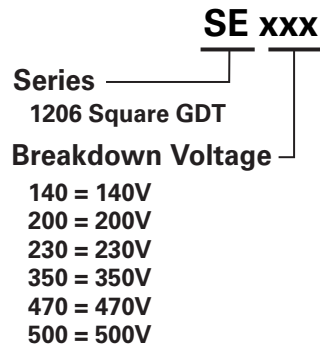 SE xxx
Series
1206 Square GDT
Breakdown Voltage
140 = 140V
200 = 200V
230 = 230V
350 = 350V
470 = 470V
500 = 500V